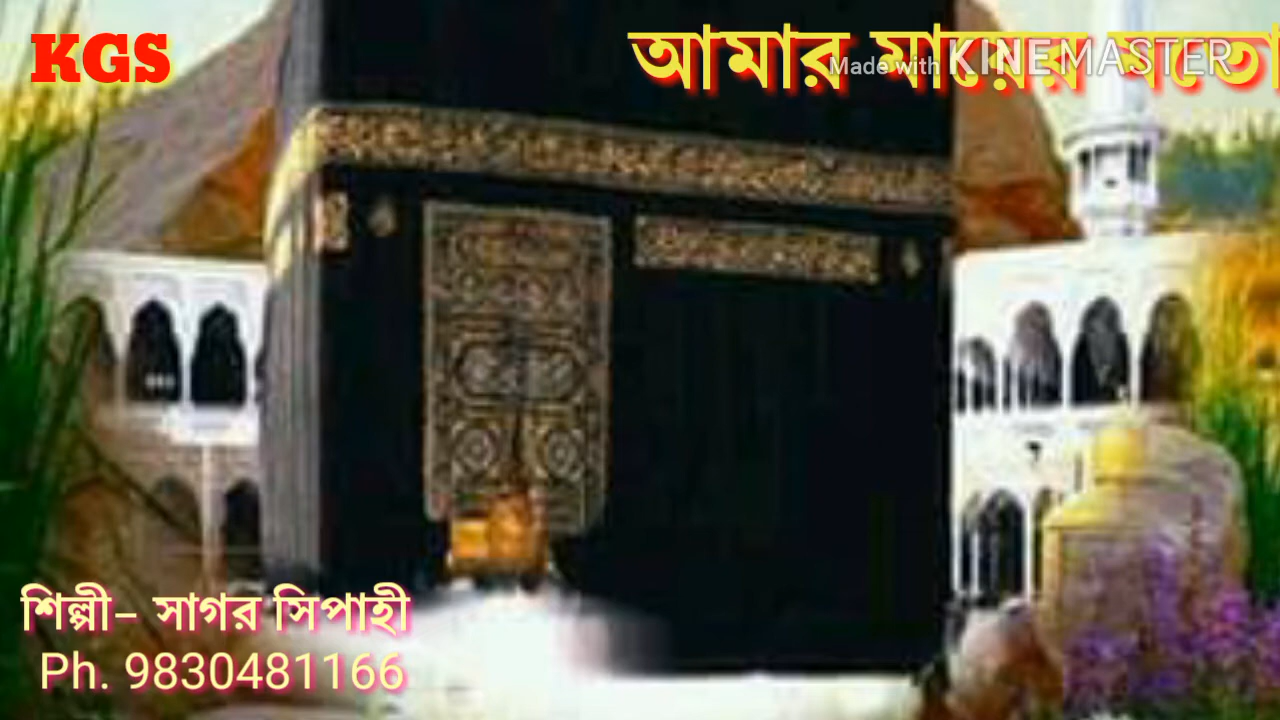 KGS
আমার মায়ের মতো
Made with KINEMASTER
শিল্পী- সাগর সিপাহী
Ph. 9830481166